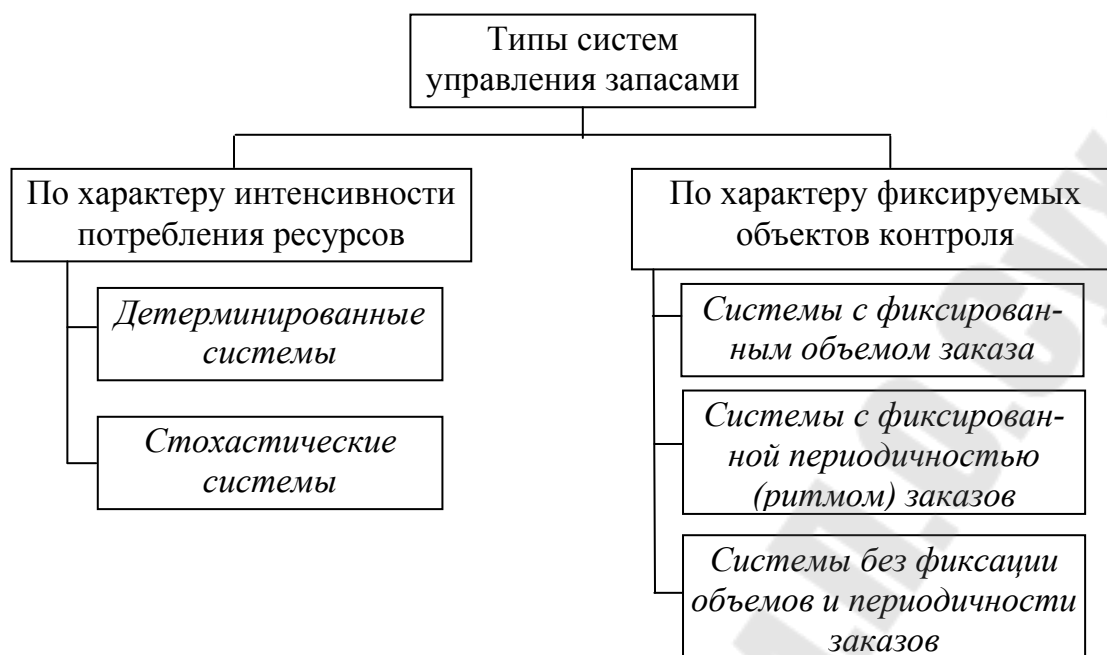 Типы систем
управления запасами
По характеру интенсивности
потребления ресурсов
Детерминированные
системы
Стохастические
системы
По характеру фиксируемых
объектов контроля
Системы с фиксирован-
ным объемом заказа
Системы с фиксирован-
ной периодичностью
(ритмом) заказов
Системы без фиксации
объемов и периодичности
заказов